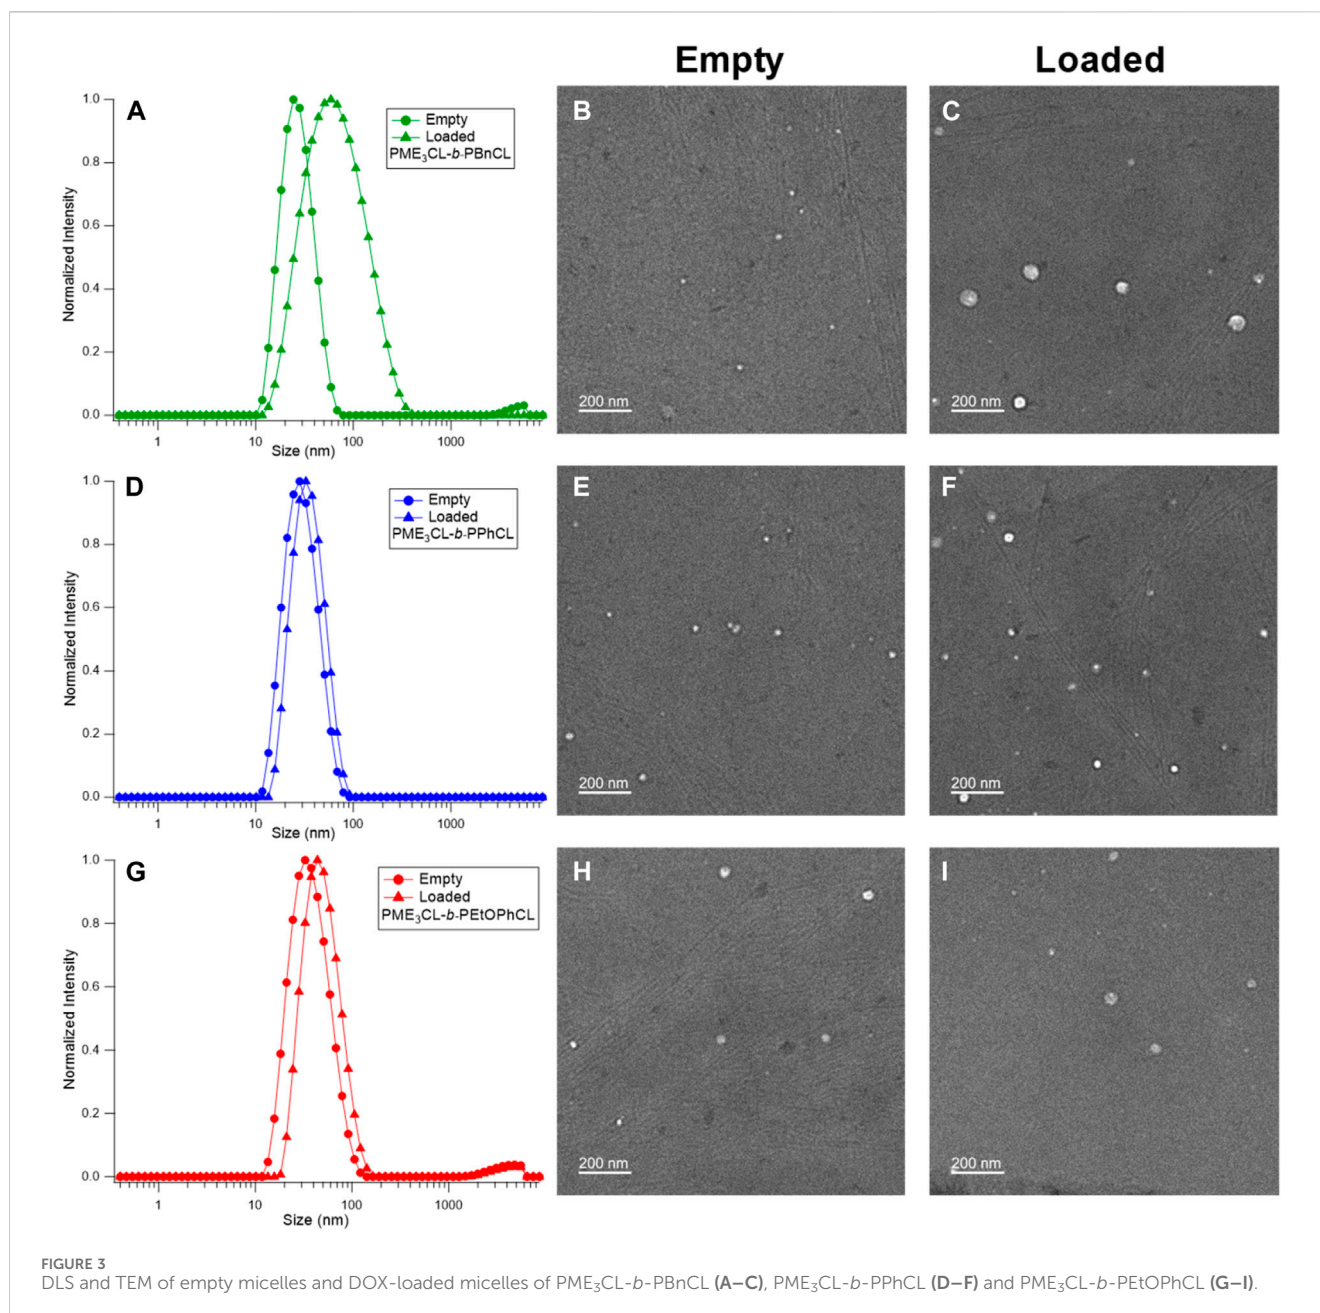 Empty
Loaded
A
1.0
0.8
0.6
0.4
0.2
0.0
Normalized Intensity
1
10
100
1000
Size (nm)
Empty
Loaded
PME₃CL-b-PBnCL
B
200 nm
C
200 nm
D
1.0
0.8
0.6
0.4
0.2
0.0
Normalized Intensity
1
10
100
1000
Size (nm)
Empty
Loaded
PME₃CL-b-PPhCL
E
200 nm
F
200 nm
G
1.0
0.8
0.6
0.4
0.2
0.0
Normalized Intensity
1
10
100
1000
Size (nm)
Empty
Loaded
PME₃CL-b-PEtOPhCL
H
200 nm
I
200 nm
FIGURE 3
DLS and TEM of empty micelles and DOX-loaded micelles of PME₃CL-b-PBnCL (A–C), PME₃CL-b-PPhCL (D–F) and PME₃CL-b-PEtOPhCL (G–I).